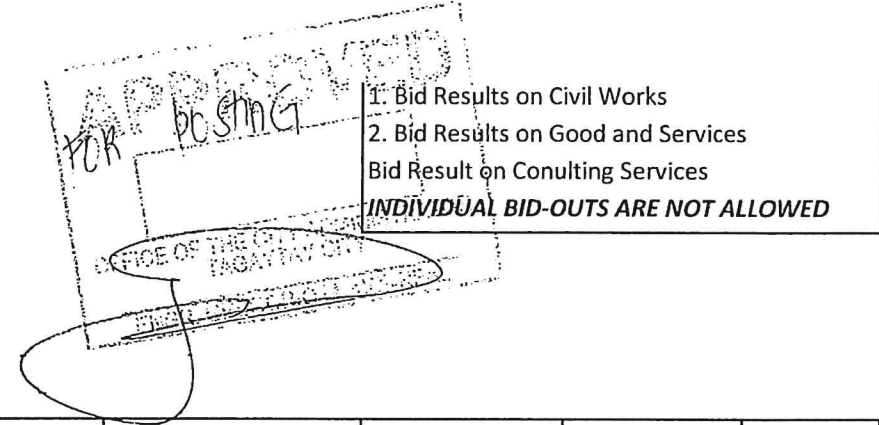 APPROVED
FOR posting
OFFICE OF THE CITY
TAGAYTAY CITY
1. Bid Results on Civil Works
2. Bid Results on Good and Services
Bid Result on Conulting Services
INDIVIDUAL BID-OUTS ARE NOT ALLOWED